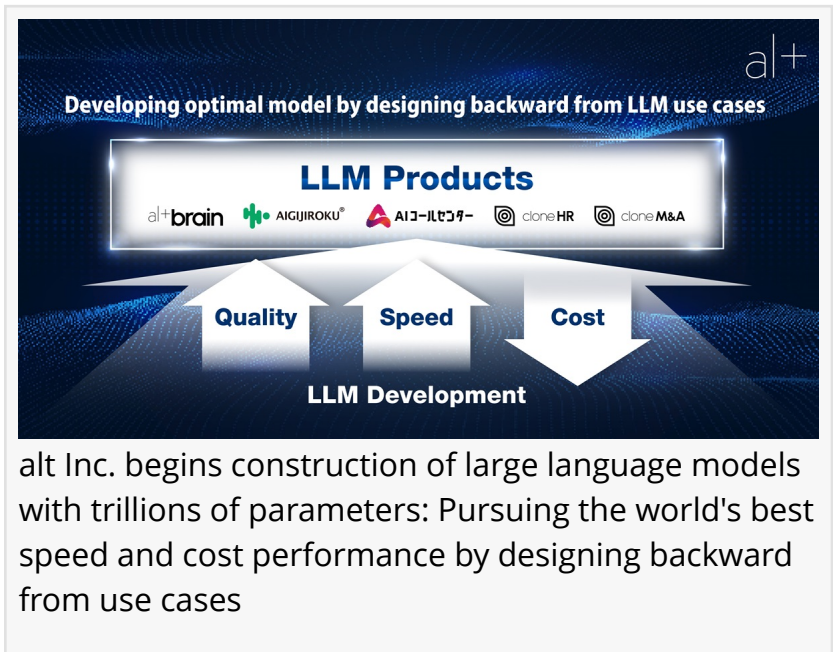 al+
Developing optimal model by designing backward from LLM use cases
LLM Products
al+brain AIGIJIROKU® AIコールセンター clone HR clone M&A
Quality Speed Cost
LLM Development
alt Inc. begins construction of large language models
with trillions of parameters: Pursuing the world's best
speed and cost performance by designing backward
from use cases